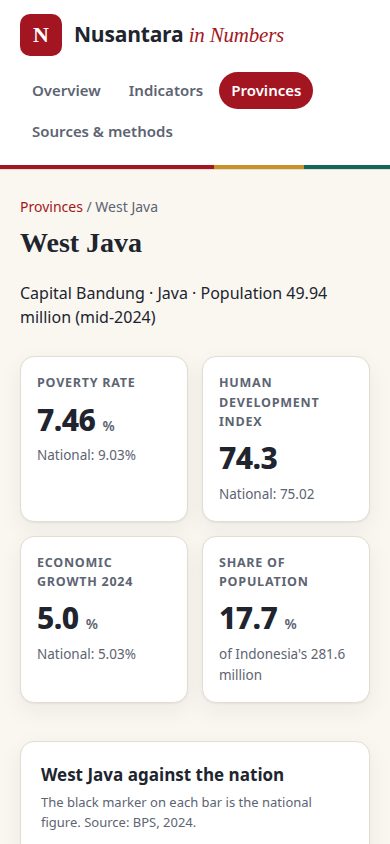 N Nusantara in Numbers
Overview Indicators Provinces
Sources & methods
Provinces / West Java
West Java
Capital Bandung · Java · Population 49.94
million (mid-2024)
POVERTY RATE
7.46 %
National: 9.03%
HUMAN
DEVELOPMENT
INDEX
74.3
National: 75.02
ECONOMIC
GROWTH 2024
5.0 %
National: 5.03%
SHARE OF
POPULATION
17.7 %
of Indonesia's 281.6
million
West Java against the nation
The black marker on each bar is the national
figure. Source: BPS, 2024.